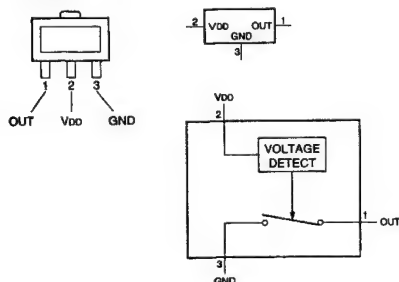 1 2 3
OUT VDD GND
2 VDD OUT 1
GND
3
VDD
2
VOLTAGE
DETECT
1
OUT
3
GND